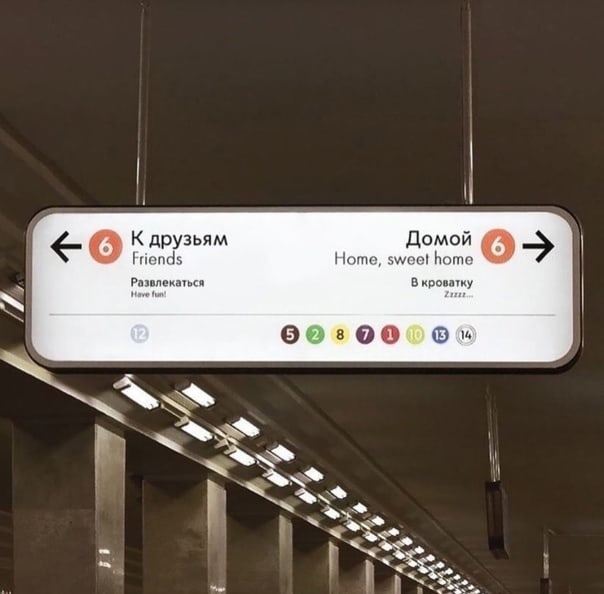 6 К друзьям
Friends
Развлекаться
Have fun!
12
Домой 6
Home, sweet home
В кроватку
Zzzzz...
5 2 8 7 1 10 13 14